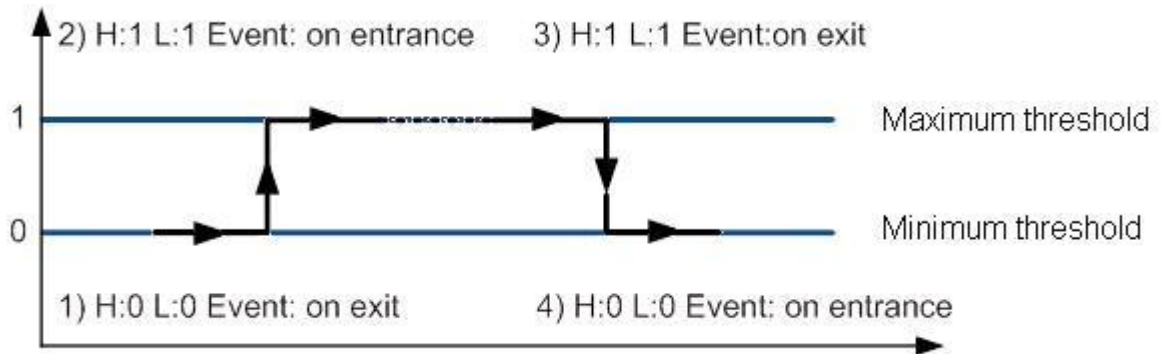 2) H:1 L:1 Event: on entrance 3) H:1 L:1 Event:on exit
1 Maximum threshold
0 Minimum threshold
1) H:0 L:0 Event: on exit 4) H:0 L:0 Event: on entrance